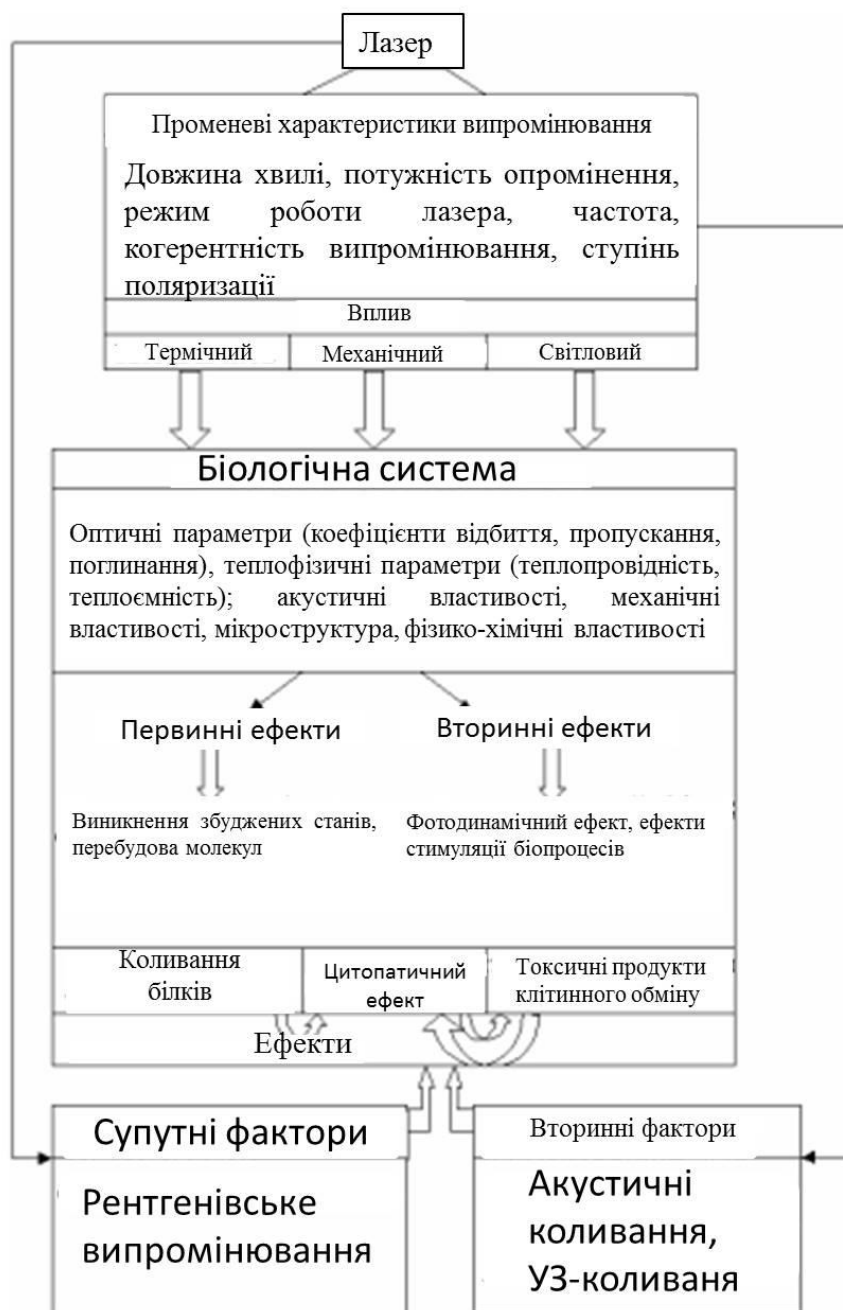 Лазер
Променеві характеристики випромінювання
Довжина хвилі, потужність опромінення,
режим роботи лазера, частота,
когерентність випромінювання, ступінь
поляризації
Вплив
Термічний
Механічний
Світловий
Біологічна система
Оптичні параметри (коефіцієнти відбиття, пропускання,
поглинання), теплофізичні параметри (теплопровідність,
теплоємність); акустичні властивості, механічні
властивості, мікроструктура, фізико-хімічні властивості
Первинні ефекти
Вторинні ефекти
Виникнення збуджених станів,
перебудова молекул
Фотодинамічний ефект, ефекти
стимуляції біопроцесів
Коливання
білків
Цитопатичний
ефект
Токсичні продукти
клітинного обміну
Ефекти
Супутні фактори
Рентгенівське
випромінювання
Вторинні фактори
Акустичні
коливання,
УЗ-коливаня